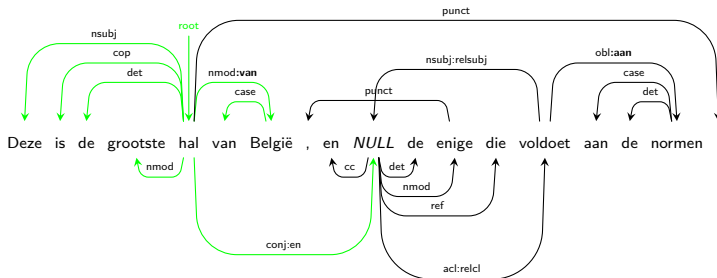 punct
root
nsubj
nsubj:relsubj
obl:aan
cop
det
nmod:van
case
case
punct
det
Deze is de grootste hal van België , en NULL de enige die voldoet aan de normen
nmod
cc
det
nmod
ref
conj:en
acl:relcl